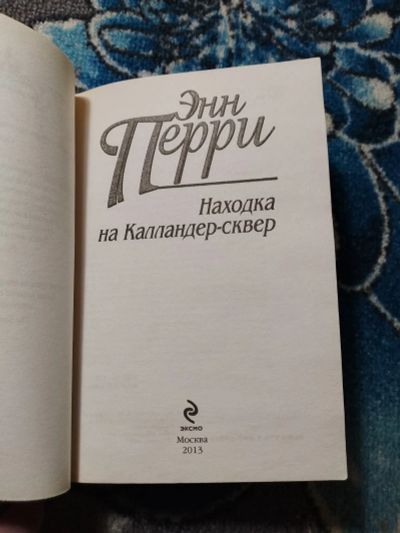 Энн
Перри
Находка
на Калландер-сквер
эксмо
Москва
2013